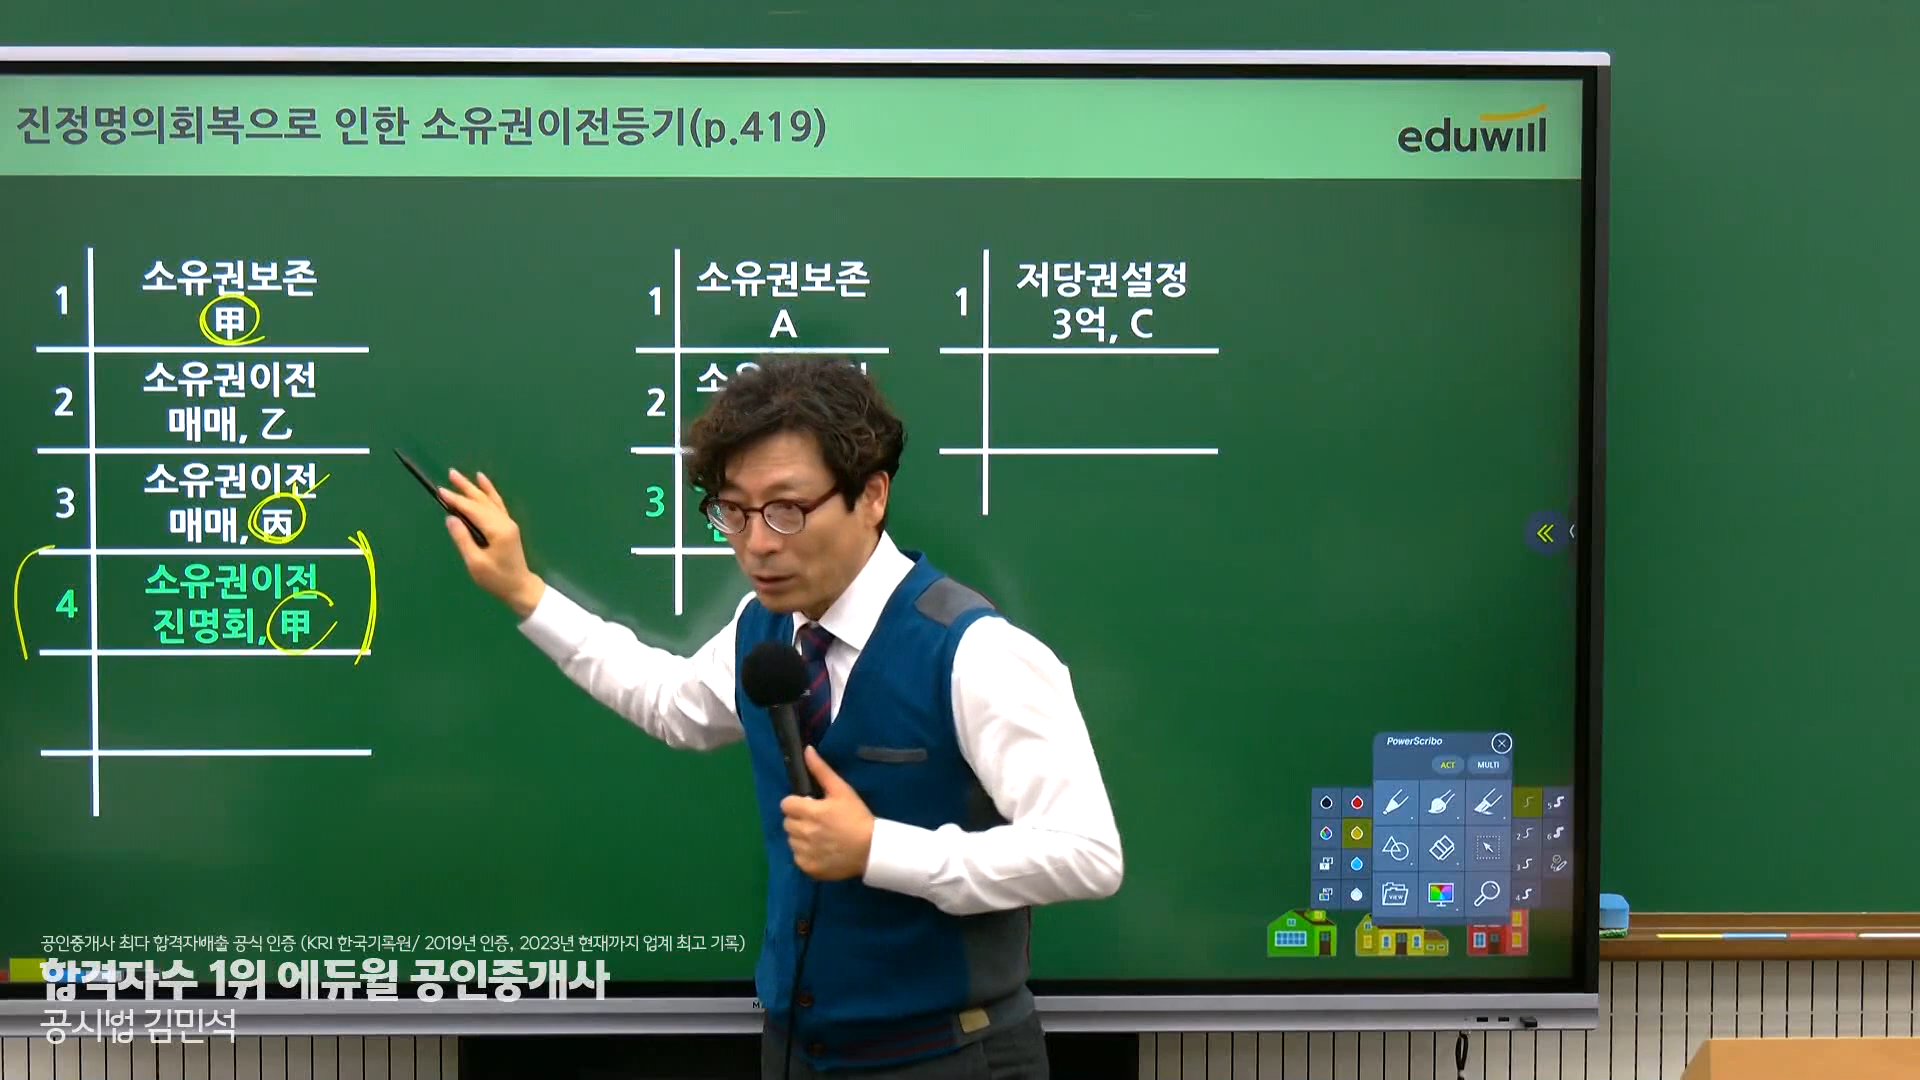 진정명의회복으로 인한 소유권이전등기(p.419)
eduwill
1
소유권보존
甲
2
소유권이전
매매, 乙
3
소유권이전
매매, 丙
4
소유권이전
진명회, 甲
1
소유권보존
A
2
소
3
1
저당권설정
3억, C
PowerScribo
ACT
MULTI
VIEW
공인중개사 최다 합격자배출 공식 인증 (KRI 한국기록원/ 2019년 인증, 2023년 현재까지 업계 최고 기록)
합격자수 1위 에듀윌 공인중개사
공시법 김민석